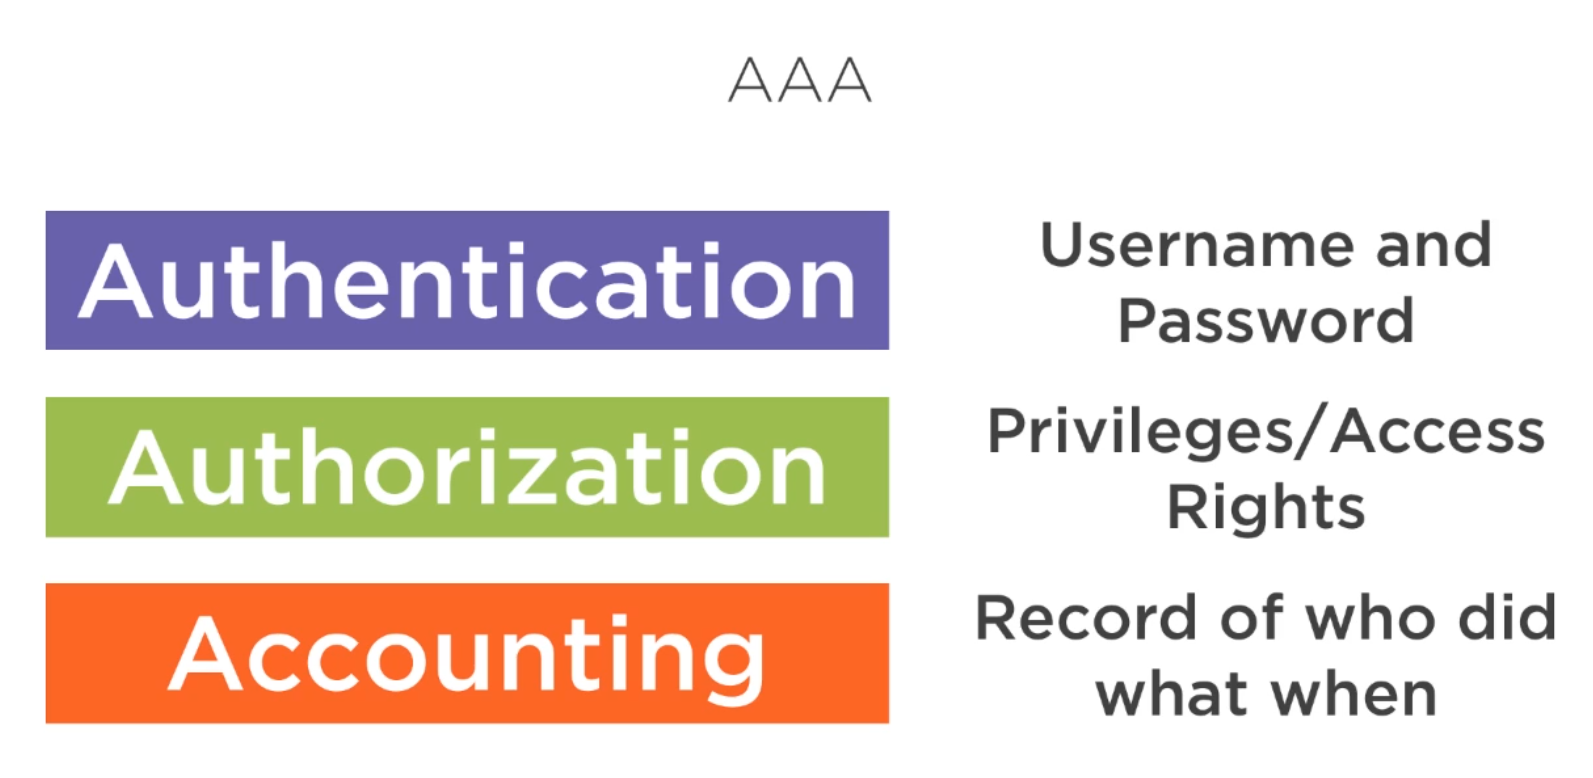 AAA
Authentication
Username and
Password
Authorization
Privileges/Access
Rights
Accounting
Record of who did
what when